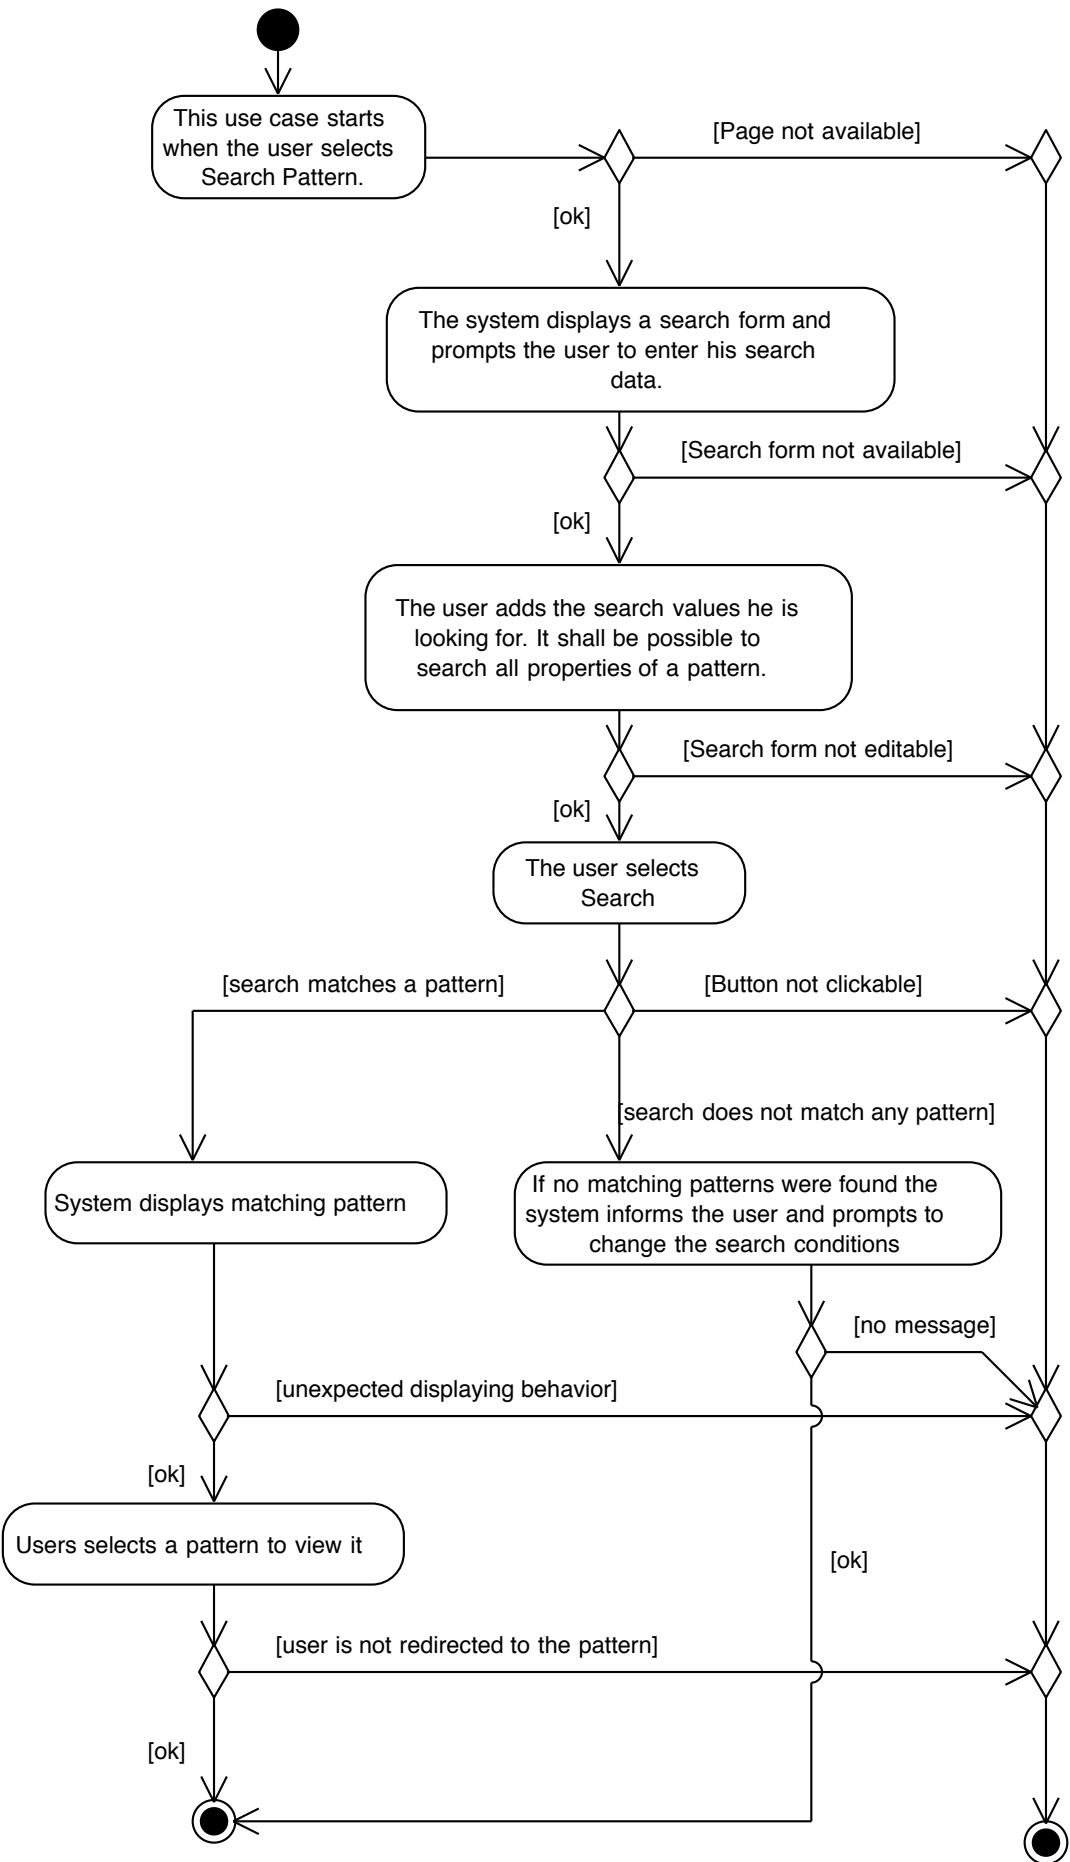 This use case starts
when the user selects
Search Pattern.
[Page not available]
[ok]
The system displays a search form and
prompts the user to enter his search
data.
[Search form not available]
[ok]
The user adds the search values he is
looking for. It shall be possible to
search all properties of a pattern.
[Search form not editable]
[ok]
The user selects
Search
[search matches a pattern]
[Button not clickable]
[search does not match any pattern]
System displays matching pattern
If no matching patterns were found the
system informs the user and prompts to
change the search conditions
[no message]
[unexpected displaying behavior]
[ok]
Users selects a pattern to view it
[ok]
[user is not redirected to the pattern]
[ok]